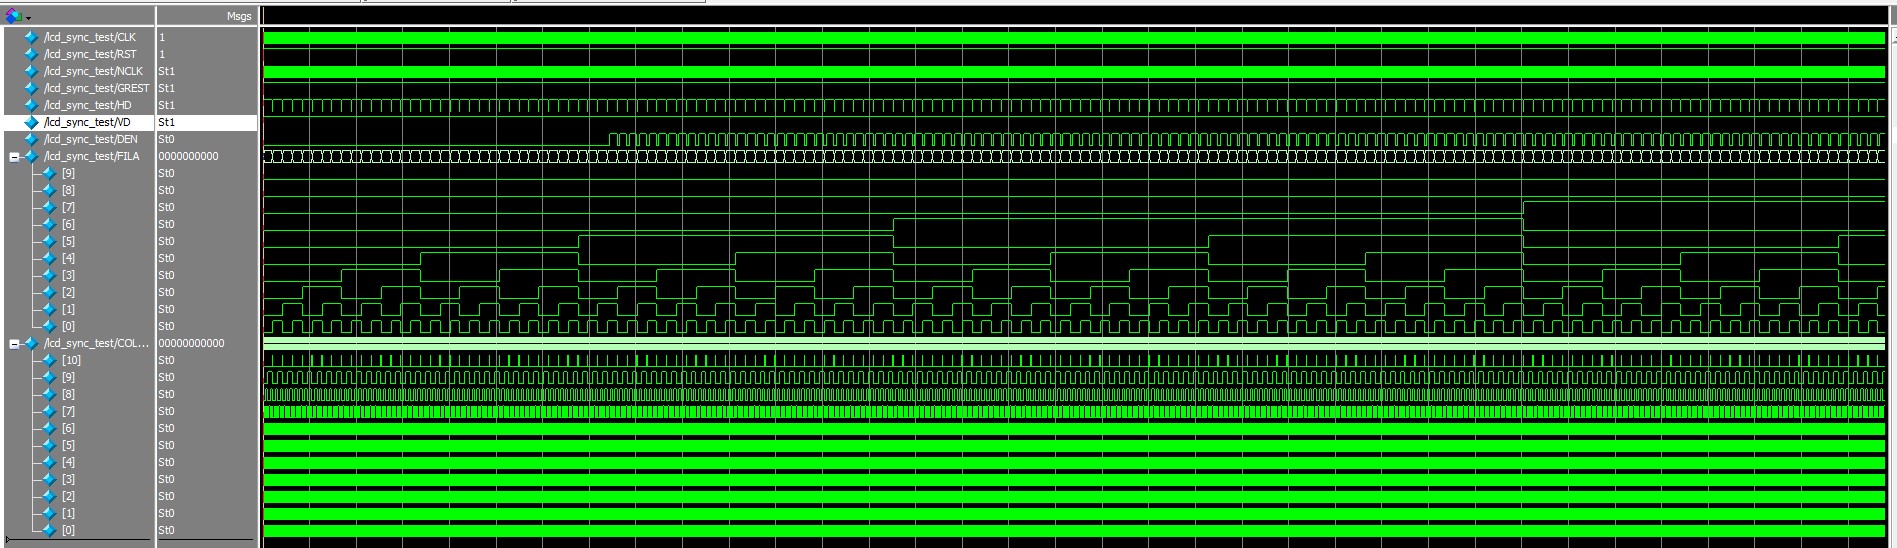 Msgs
/lcd_sync_test/CLK 1
/lcd_sync_test/RST 1
/lcd_sync_test/NCLK St1
/lcd_sync_test/GREST St1
/lcd_sync_test/HD St1
/lcd_sync_test/VD St1
/lcd_sync_test/DEN St0
/lcd_sync_test/FILA 0000000000
[9] St0
[8] St0
[7] St0
[6] St0
[5] St0
[4] St0
[3] St0
[2] St0
[1] St0
[0] St0
/lcd_sync_test/COL... 00000000000
[10] St0
[9] St0
[8] St0
[7] St0
[6] St0
[5] St0
[4] St0
[3] St0
[2] St0
[1] St0
[0] St0